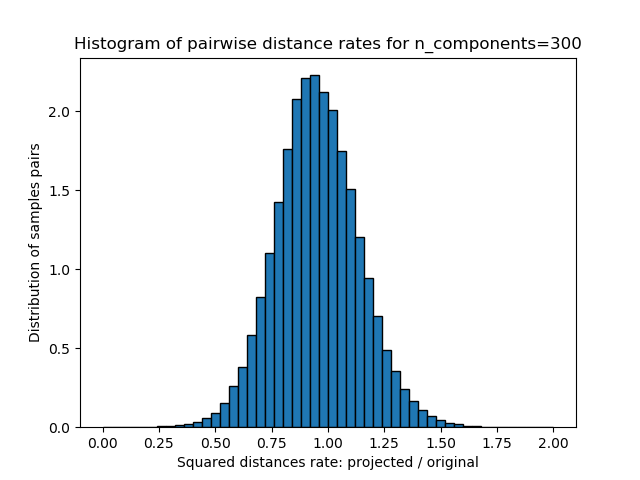 Histogram of pairwise distance rates for n_components=300
Distribution of samples pairs
2.0
1.5
1.0
0.5
0.0
0.00 0.25 0.50 0.75 1.00 1.25 1.50 1.75 2.00
Squared distances rate: projected / original